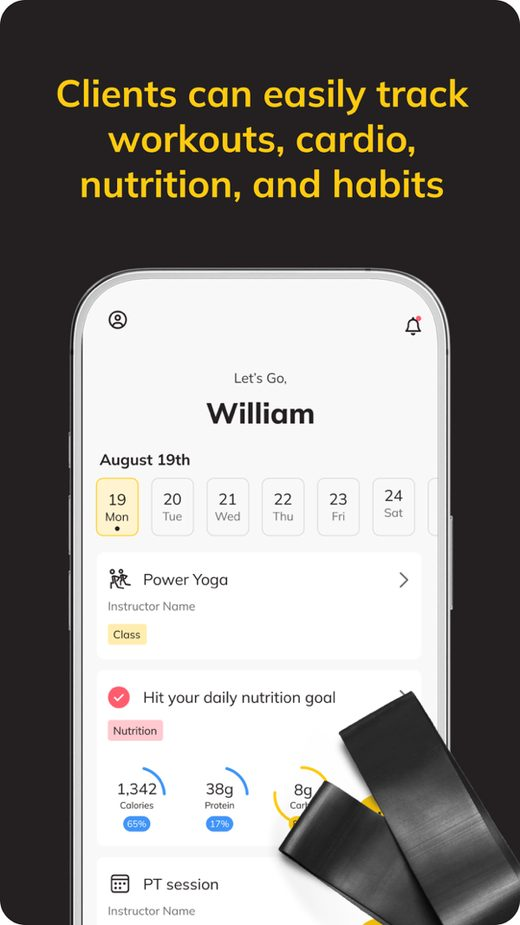 Clients can easily track
workouts, cardio,
nutrition, and habits
Let's Go,
William
August 19th
19 20 21 22 23 24
Mon Tue Wed Thu Fri Sat
Power Yoga
Instructor Name
Class
Hit your daily nutrition goal
Nutrition
1,342 38g 8g
Calories Protein
65% 17%
PT session
Instructor Name